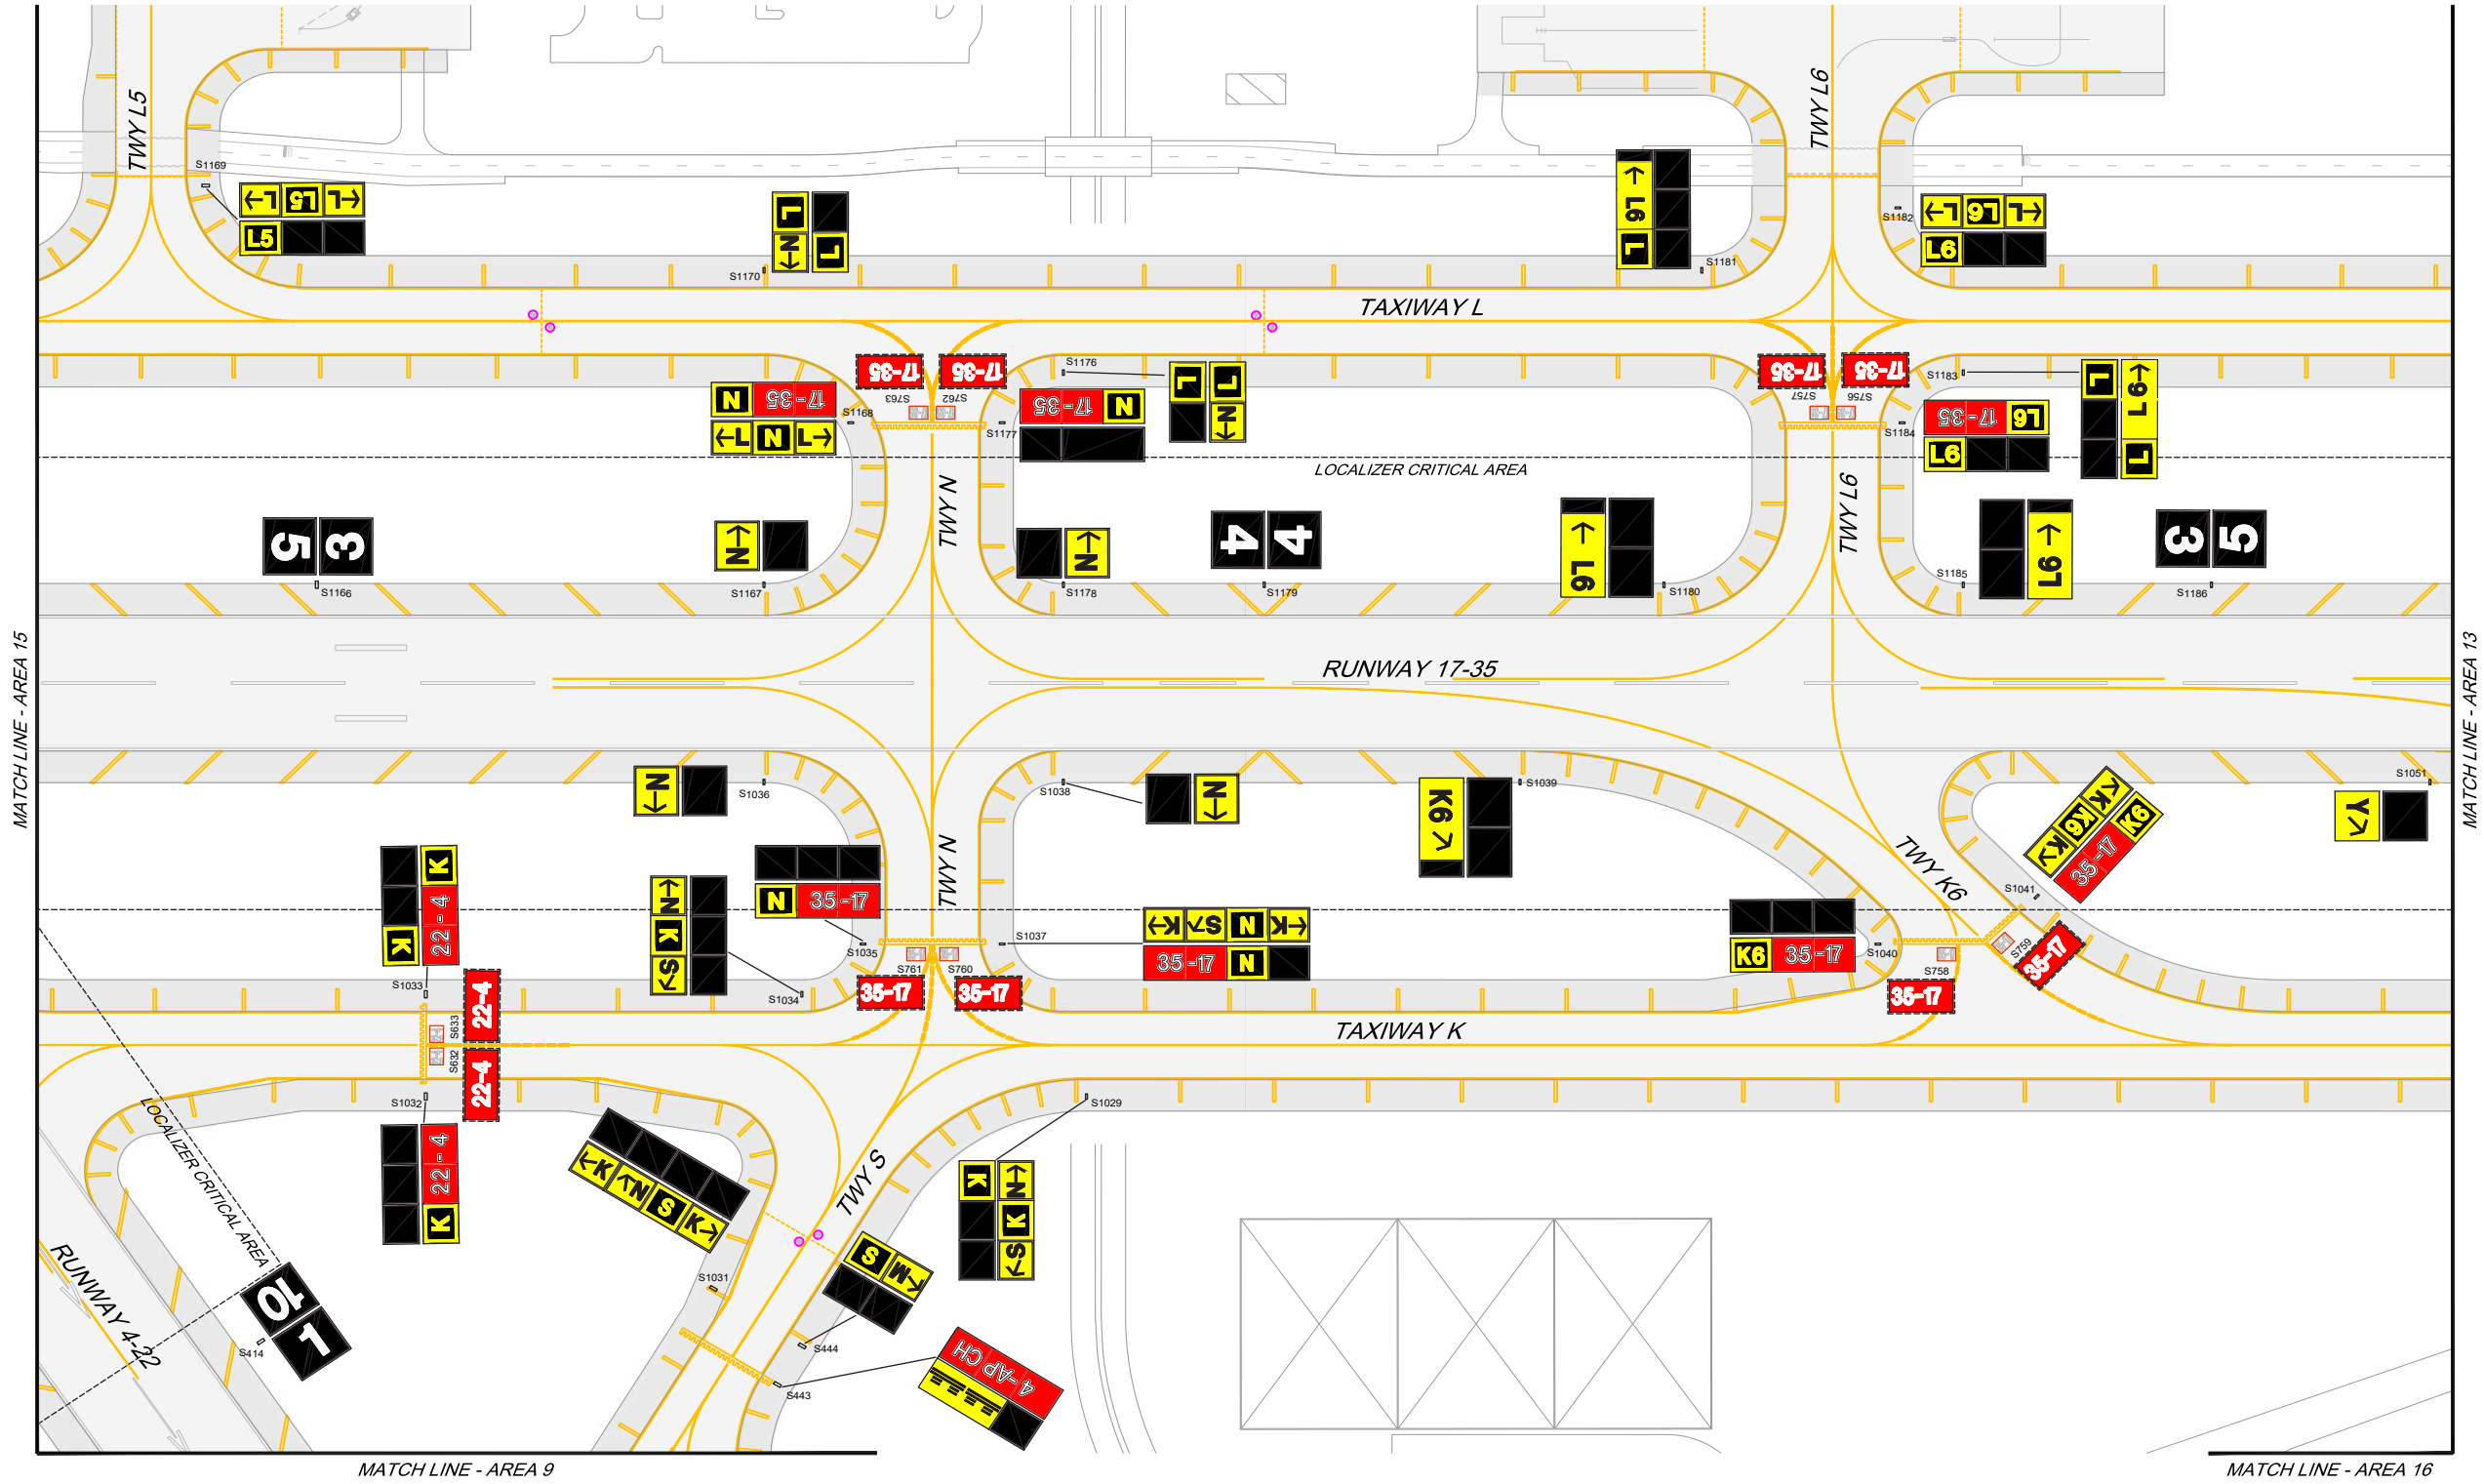 TWY L5
TWY L6
S1169
←L L5 L→
L5
L
N→
L
S1170
← L6
L
S1181
S1182
←L L6 L→
L6
TAXIWAY L
17-35
17-35
S763
S762
N 17-35
←L N L→
S1168
17-35 N
S1177
S1176
L
L
N→
17-35
17-35
S757
S756
S1183
L
←L6
L
S1184
17-35 L6
L6
LOCALIZER CRITICAL AREA
TWY N
TWY L6
5 3
S1166
←N
S1167
←N
S1178
4 4
S1179
← L6
S1180
←L6
S1185
3 5
S1186
MATCH LINE - AREA 15
MATCH LINE - AREA 13
RUNWAY 17-35
N→
S1036
S1038
N→
K6 →
S1039
S1051
Y→
←K K6 K→
35-17 K6
S1041
TWY K6
TWY N
K
22-4
K
S1033
←N
K
S→
S1034
N 35-17
S1035
S1037
←K N S→ K→
35-17 N
S761
S760
35-17
35-17
K6 35-17
S1040
S758
35-17
S759
35-17
22-4
22-4
S633
S632
TAXIWAY K
S1032
22-4
K
LOCALIZER CRITICAL AREA
←K ↑N S K→
TWY S
S1029
K
←N
K
S→
S1031
S M→
S444
4-APCH
S443
RUNWAY 4-22
10
1
S414
MATCH LINE - AREA 9
MATCH LINE - AREA 16